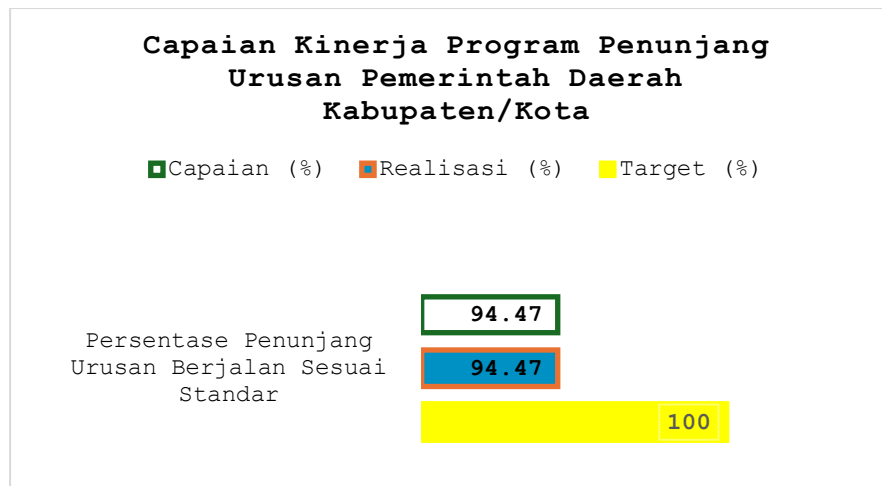 Capaian Kinerja Program Penunjang
Urusan Pemerintah Daerah
Kabupaten/Kota
Capaian (%) Realisasi (%) Target (%)
94.47
Persentase Penunjang
Urusan Berjalan Sesuai
Standar
94.47
100